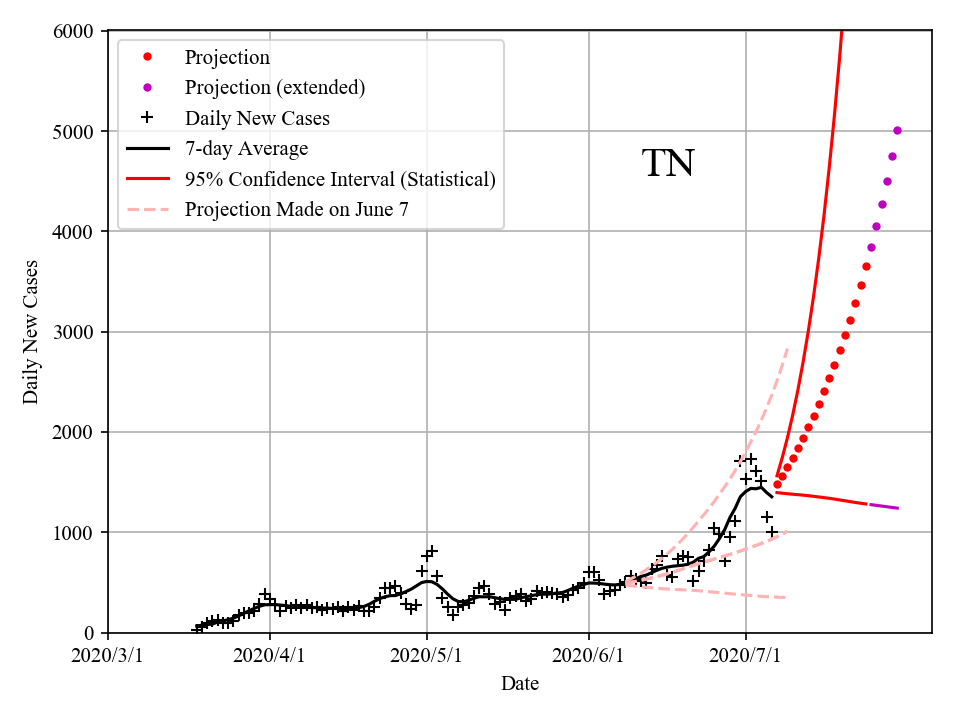 6000
5000
4000
3000
2000
1000
0
Daily New Cases
Projection
Projection (extended)
Daily New Cases
7-day Average
95% Confidence Interval (Statistical)
Projection Made on June 7
TN
2020/3/1 2020/4/1 2020/5/1 2020/6/1 2020/7/1
Date